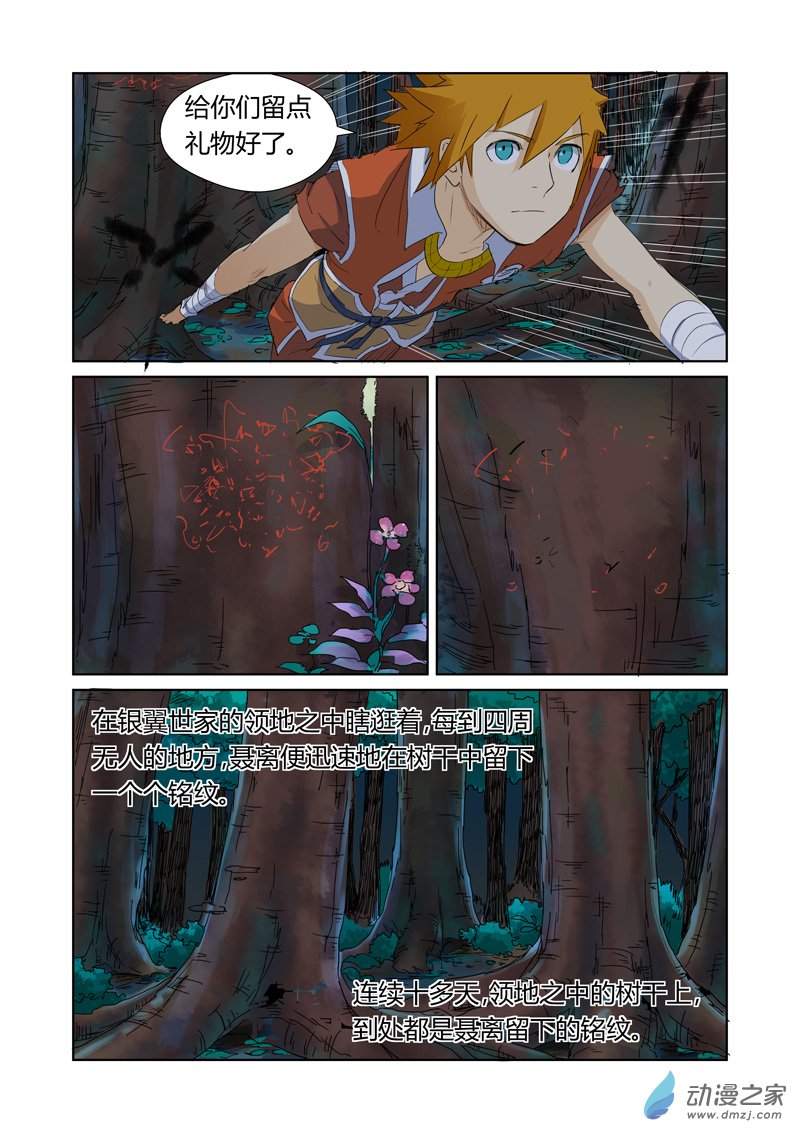 给你们留点
礼物好了。
在银翼世家的领地之中瞎逛着，每到四周
无人的地方，聂离便迅速地在树干中留下
一个个铭纹。
连续十多天，领地之中的树干上，
到处都是聂离留下的铭纹。
动漫之家
www.dmzj.com